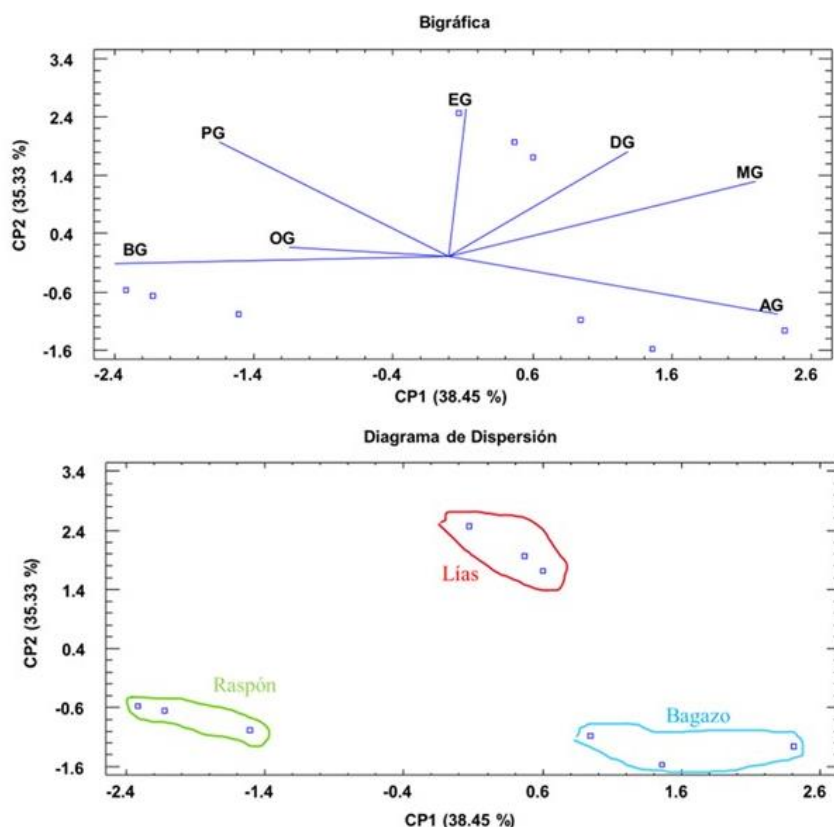 Bigráfica
3.4
2.4
1.4
0.4
-0.6
-1.6
CP2 (35.33 %)
PG
EG
DG
MG
OG
BG
AG
-2.4 -1.4 -0.4 0.6 1.6 2.6
CP1 (38.45 %)
Diagrama de Dispersión
3.4
2.4
1.4
0.4
-0.6
-1.6
CP2 (35.33 %)
Lías
Raspón
Bagazo
-2.4 -1.4 -0.4 0.6 1.6 2.6
CP1 (38.45 %)